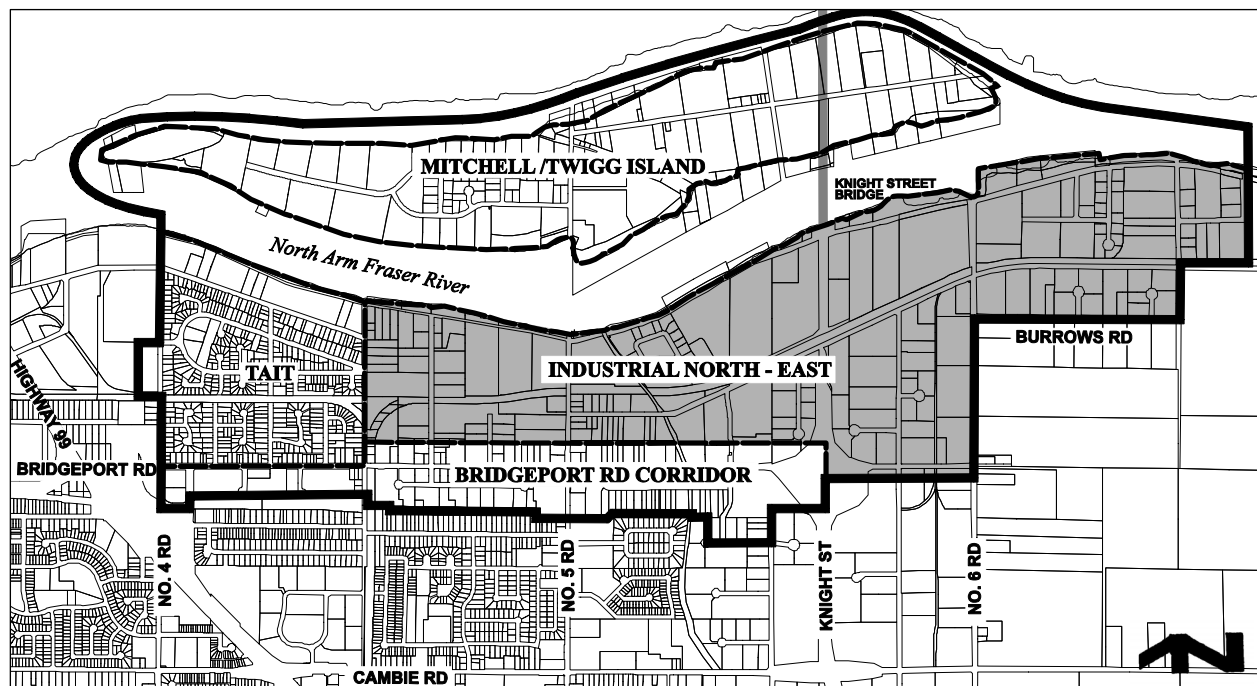 MITCHELL /TWIGG ISLAND
KNIGHT STREET
BRIDGE
North Arm Fraser River
BURROWS RD
TAIT
INDUSTRIAL NORTH - EAST
HIGHWAY 99
BRIDGEPORT RD
BRIDGEPORT RD CORRIDOR
NO. 4 RD
NO. 5 RD
KNIGHT ST
NO. 6 RD
CAMBIE RD